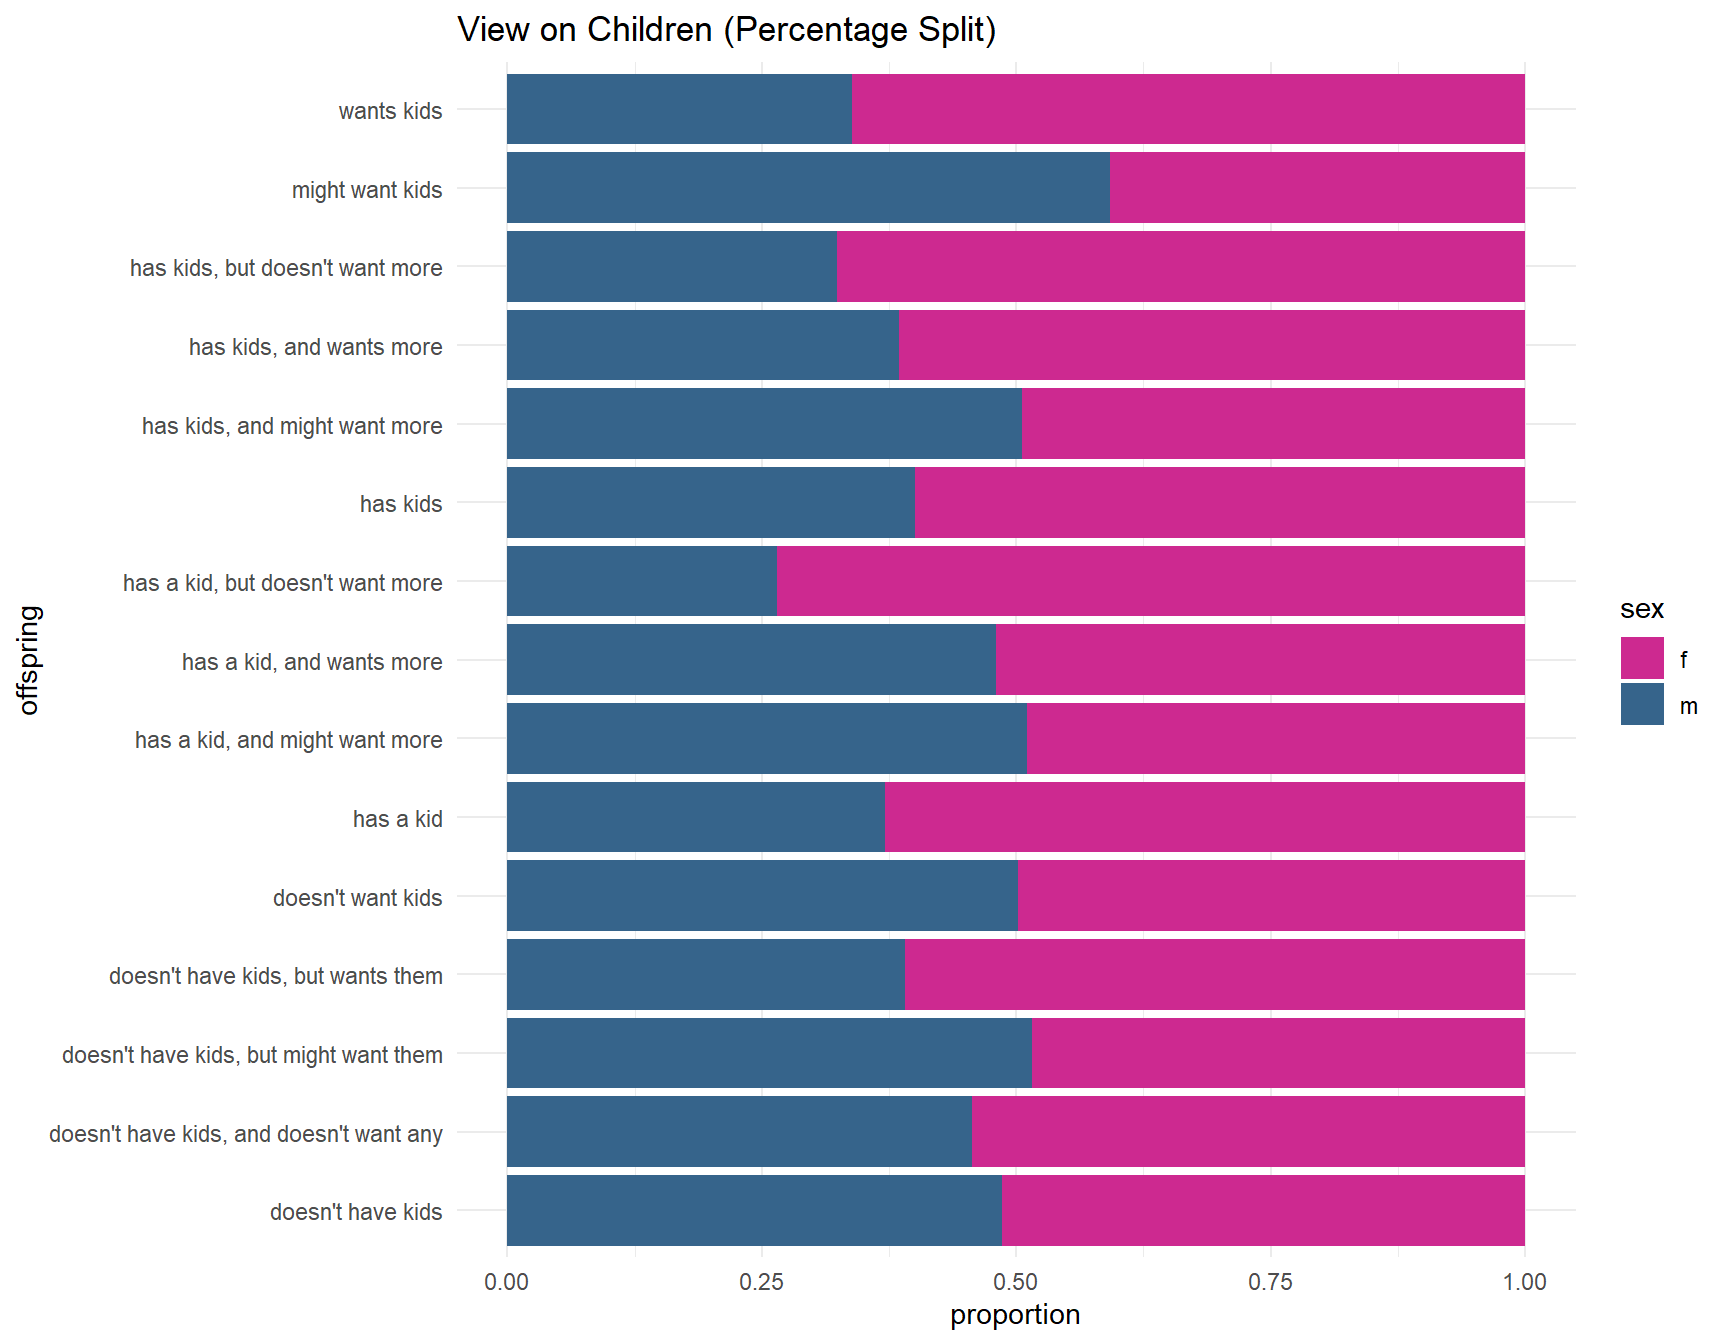 View on Children (Percentage Split)
wants kids
might want kids
has kids, but doesn't want more
has kids, and wants more
has kids, and might want more
has kids
has a kid, but doesn't want more
has a kid, and wants more
has a kid, and might want more
has a kid
doesn't want kids
doesn't have kids, but wants them
doesn't have kids, but might want them
doesn't have kids, and doesn't want any
doesn't have kids
offspring
0.00 0.25 0.50 0.75 1.00
proportion
sex
f
m